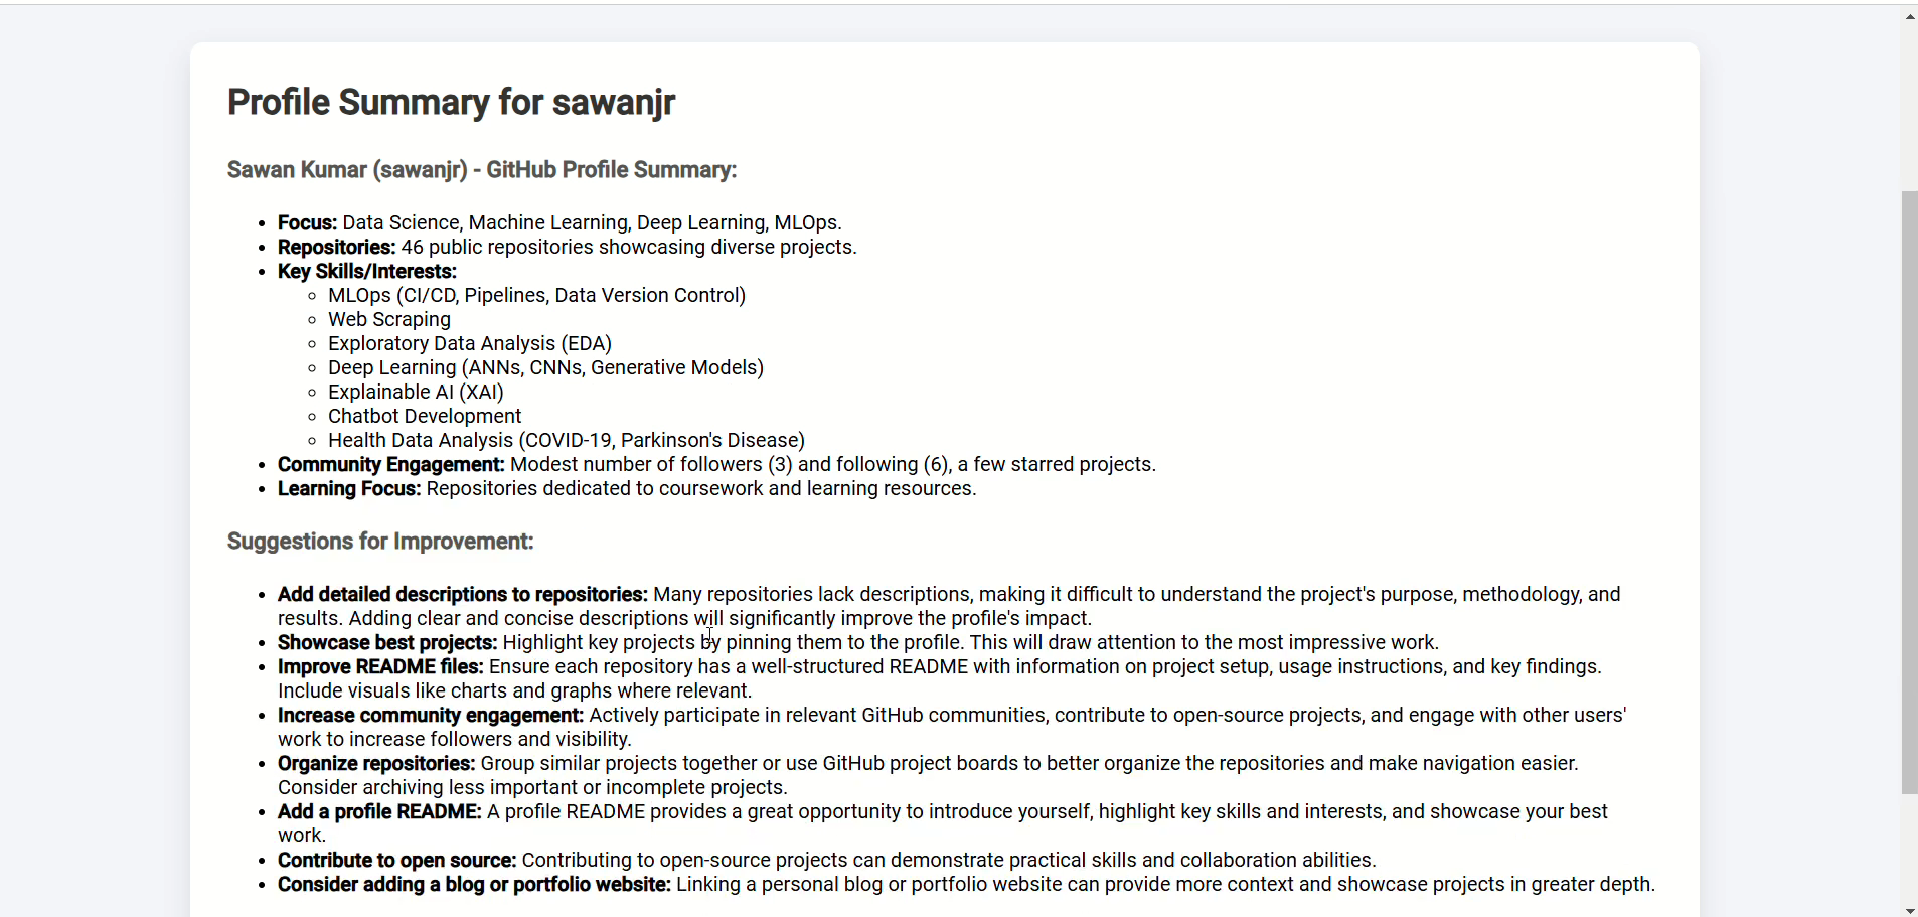 Profile Summary for sawanjr
Sawan Kumar (sawanjr) - GitHub Profile Summary:
• Focus: Data Science, Machine Learning, Deep Learning, MLOps.
• Repositories: 46 public repositories showcasing diverse projects.
• Key Skills/Interests:
◦ MLOps (CI/CD, Pipelines, Data Version Control)
◦ Web Scraping
◦ Exploratory Data Analysis (EDA)
◦ Deep Learning (ANNs, CNNs, Generative Models)
◦ Explainable AI (XAI)
◦ Chatbot Development
◦ Health Data Analysis (COVID-19, Parkinson's Disease)
• Community Engagement: Modest number of followers (3) and following (6), a few starred projects.
• Learning Focus: Repositories dedicated to coursework and learning resources.
Suggestions for Improvement:
• Add detailed descriptions to repositories: Many repositories lack descriptions, making it difficult to understand the project's purpose, methodology, and
results. Adding clear and concise descriptions will significantly improve the profile's impact.
• Showcase best projects: Highlight key projects by pinning them to the profile. This will draw attention to the most impressive work.
• Improve README files: Ensure each repository has a well-structured README with information on project setup, usage instructions, and key findings.
Include visuals like charts and graphs where relevant.
• Increase community engagement: Actively participate in relevant GitHub communities, contribute to open-source projects, and engage with other users'
work to increase followers and visibility.
• Organize repositories: Group similar projects together or use GitHub project boards to better organize the repositories and make navigation easier.
Consider archiving less important or incomplete projects.
• Add a profile README: A profile README provides a great opportunity to introduce yourself, highlight key skills and interests, and showcase your best
work.
• Contribute to open source: Contributing to open-source projects can demonstrate practical skills and collaboration abilities.
• Consider adding a blog or portfolio website: Linking a personal blog or portfolio website can provide more context and showcase projects in greater depth.